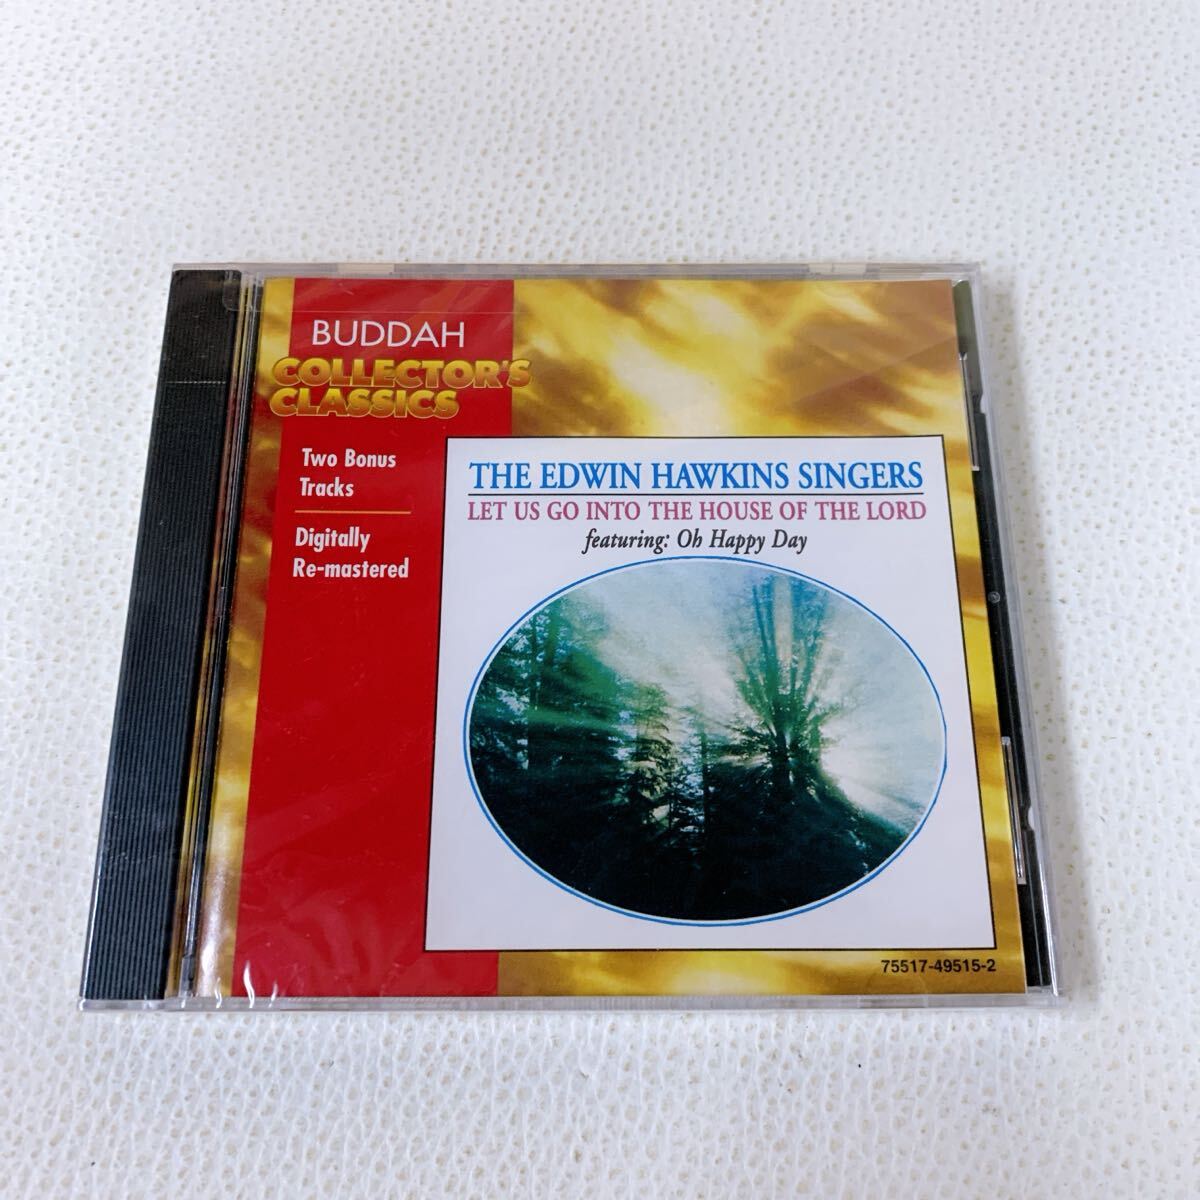 BUDDAH
COLLECTOR'S
CLASSICS
Two Bonus
Tracks
Digitally
Re-mastered
THE EDWIN HAWKINS SINGERS
LET US GO INTO THE HOUSE OF THE LORD
featuring: Oh Happy Day
75517-49515-2